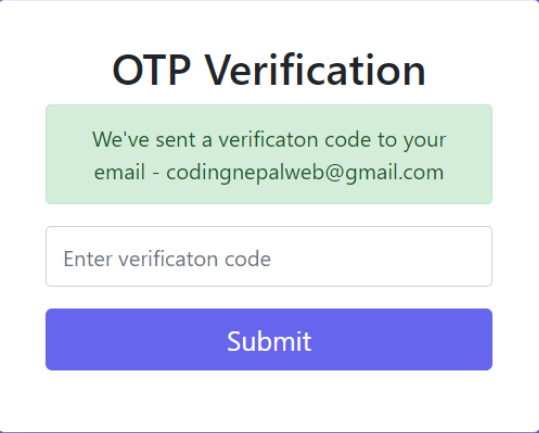 OTP Verification
We've sent a verificaton code to your
email - codingnepalweb@gmail.com
Enter verificaton code
Submit